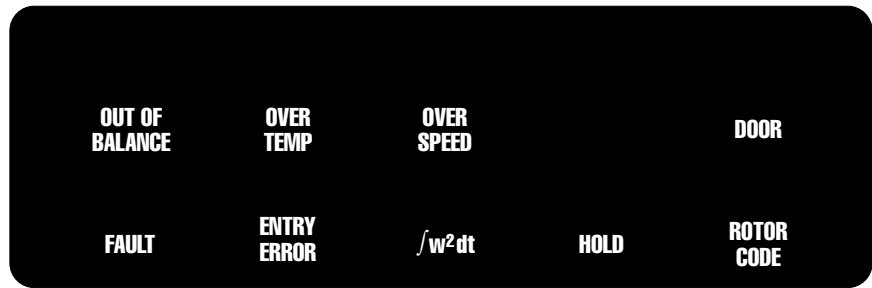 OUT OF OVER OVER
BALANCE TEMP SPEED DOOR
FAULT ENTRY ERROR ∫w²dt HOLD ROTOR CODE